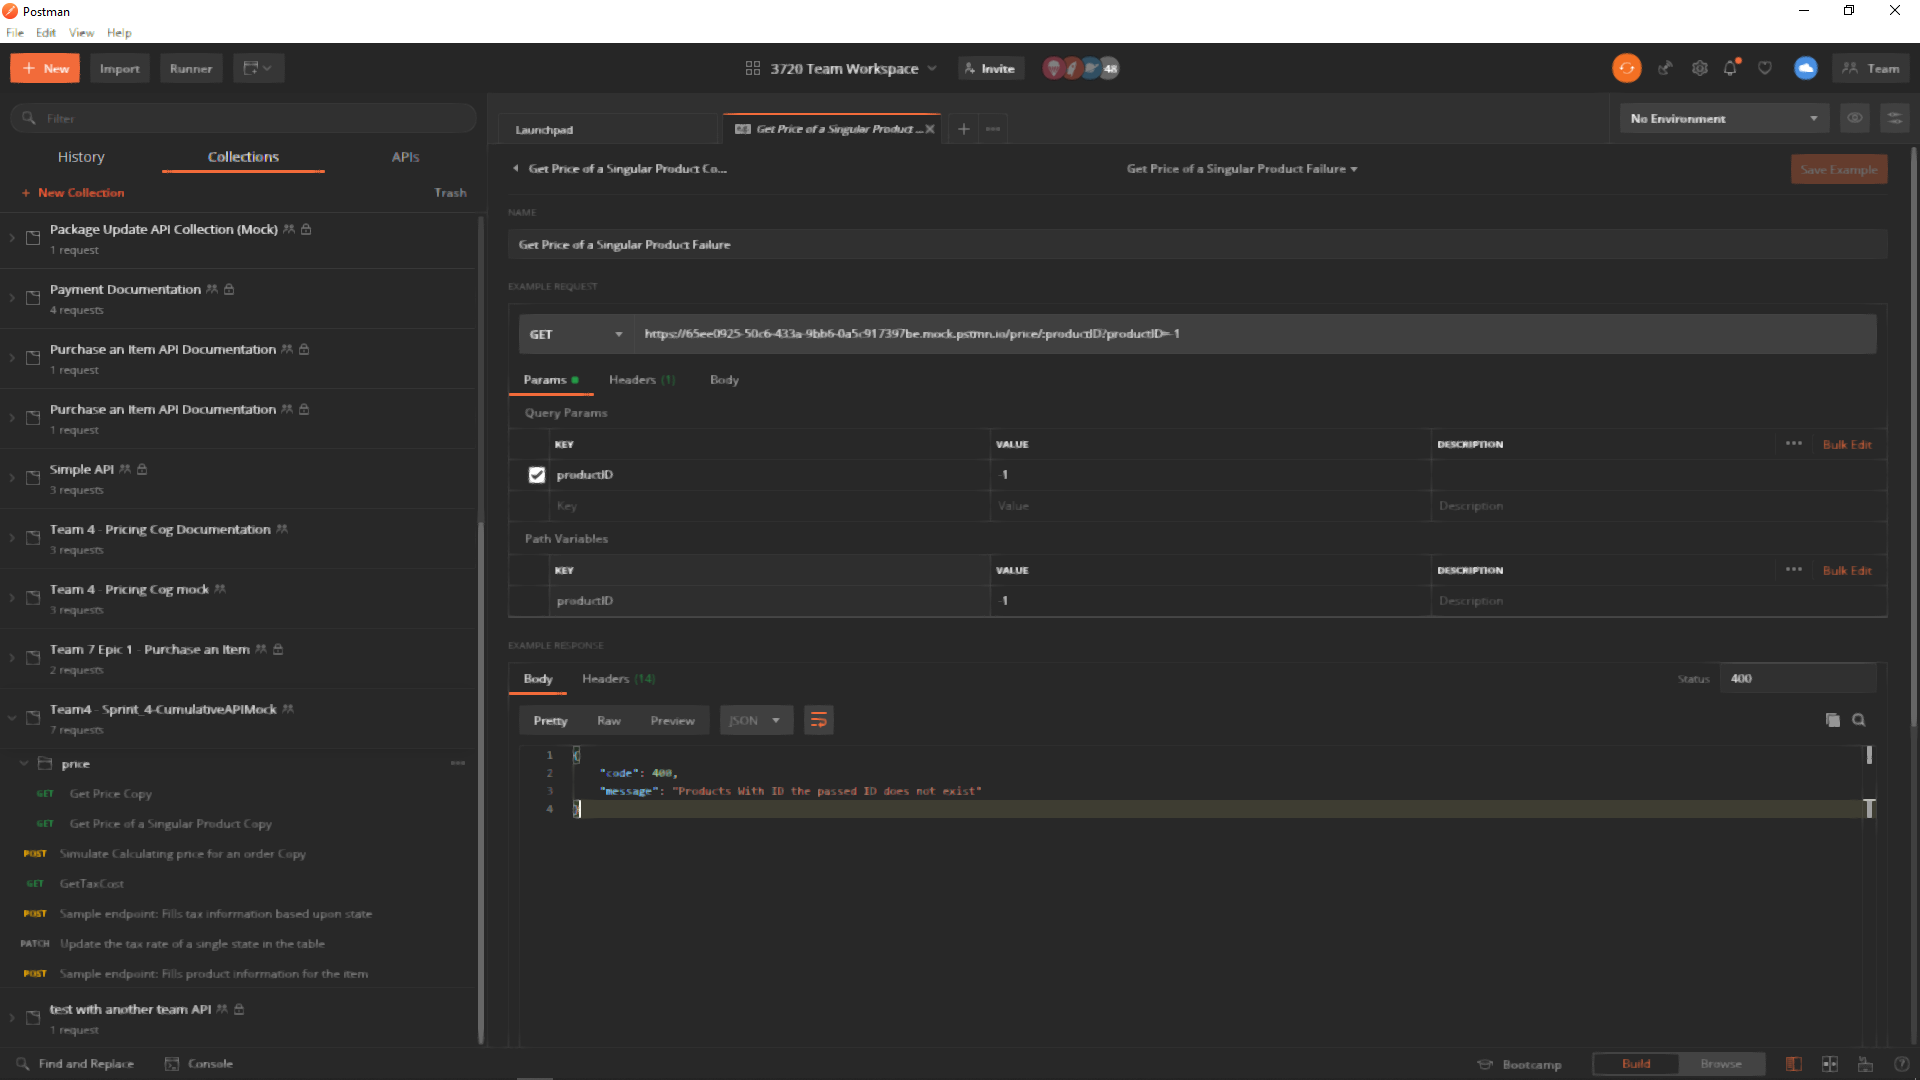 Postman
File Edit View Help
New Import Runner 3720 Team Workspace Invite 48 Team
Filter
Launchpad Get Price of a Singular Product ... No Environment
History Collections APIs
Get Price of a Singular Product Co... Get Price of a Singular Product Failure Save Example
+ New Collection Trash
NAME
Package Update API Collection (Mock)
1 request
Get Price of a Singular Product Failure
EXAMPLE REQUEST
Payment Documentation
4 requests
GET https://65ee0925-50c6-433a-9bb6-0a5c917397be.mock.pstmn.io/price/:productID?productID=-1
Purchase an Item API Documentation
1 request
Params Headers (1) Body
Query Params
Purchase an Item API Documentation
1 request
KEY VALUE DESCRIPTION Bulk Edit
productID -1
Key Value Description
Simple API
3 requests
Path Variables
Team 4 - Pricing Cog Documentation
3 requests
KEY VALUE DESCRIPTION Bulk Edit
productID -1 Description
Team 4 - Pricing Cog mock
3 requests
EXAMPLE RESPONSE
Team 7 Epic 1 - Purchase an Item
2 requests
Body Headers (14) Status 400
Team4 - Sprint_4-CumulativeAPIMock
7 requests
Pretty Raw Preview JSON
1 {
2 "code": 400,
3 "message": "Products With ID the passed ID does not exist"
4 }
price
GET Get Price Copy
GET Get Price of a Singular Product Copy
POST Simulate Calculating price for an order Copy
GET GetTaxCost
POST Sample endpoint: Fills tax information based upon state
PATCH Update the tax rate of a single state in the table
POST Sample endpoint: Fills product information for the item
test with another team API
1 request
Find and Replace Console Bootcamp Build Browse